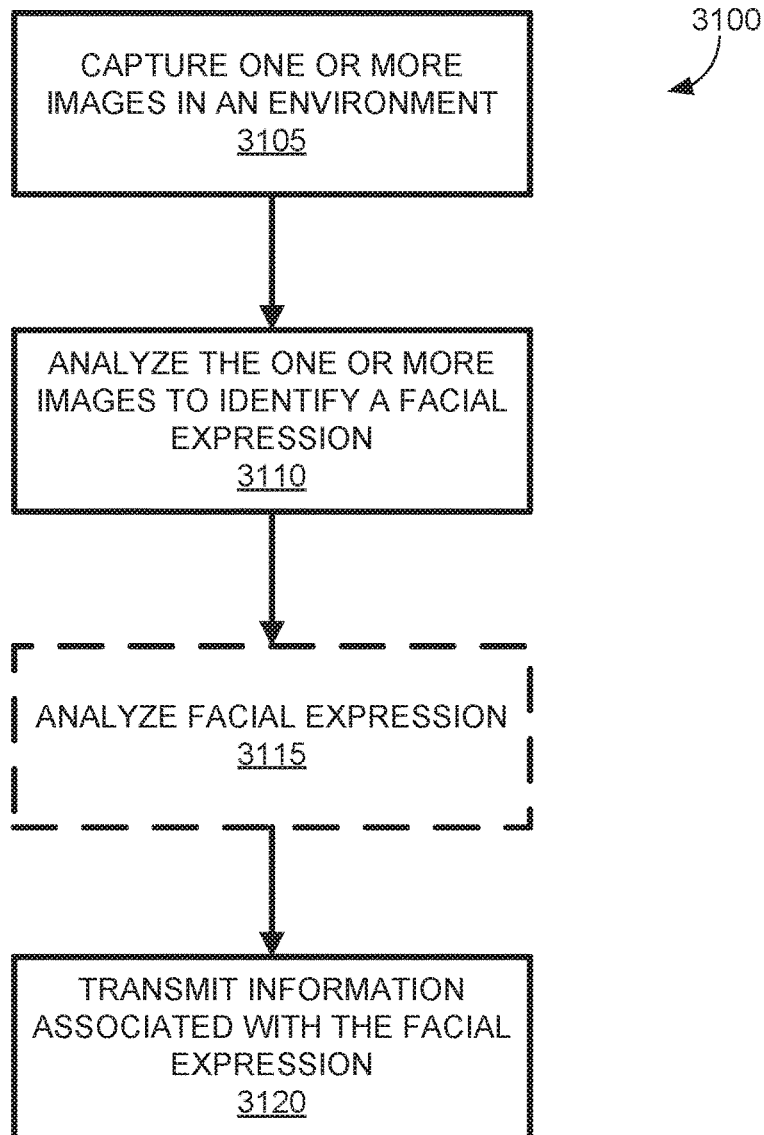 3100
CAPTURE ONE OR MORE
IMAGES IN AN ENVIRONMENT
3105
ANALYZE THE ONE OR MORE
IMAGES TO IDENTIFY A FACIAL
EXPRESSION
3110
ANALYZE FACIAL EXPRESSION
3115
TRANSMIT INFORMATION
ASSOCIATED WITH THE FACIAL
EXPRESSION
3120